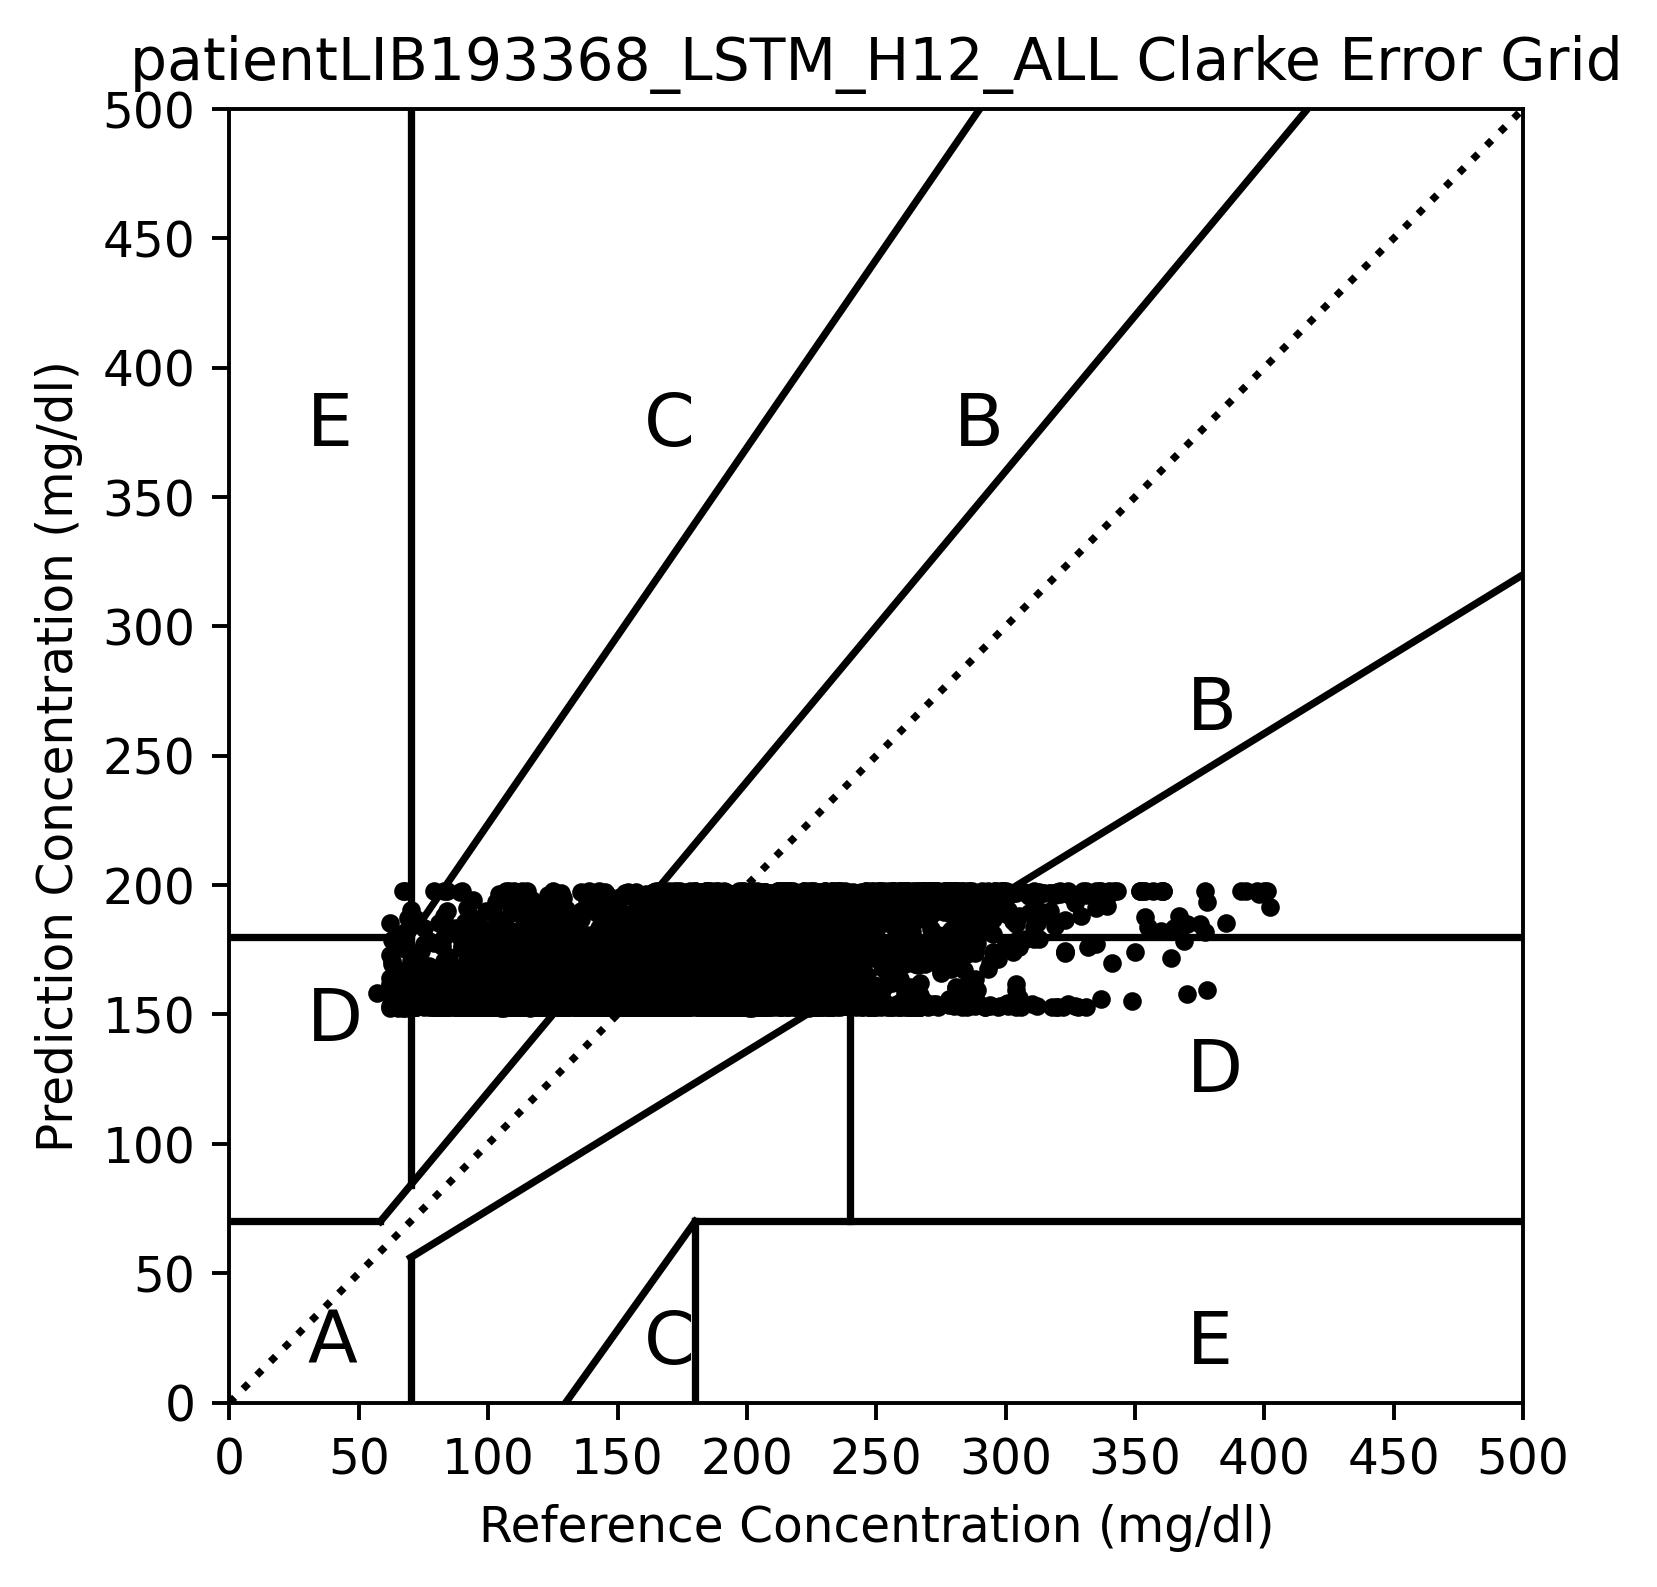 patientLIB193368_LSTM_H12_ALL Clarke Error Grid
500
450
400
350
300
250
200
150
100
50
0
Prediction Concentration (mg/dl)
E
C
B
B
D
D
A
C
E
0 50 100 150 200 250 300 350 400 450 500
Reference Concentration (mg/dl)